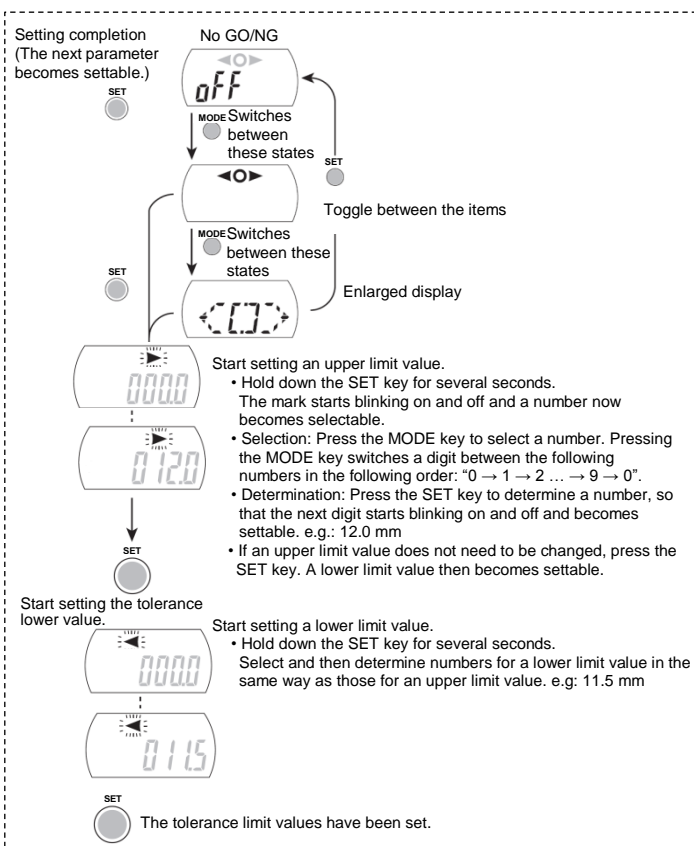 Setting completion
(The next parameter
becomes settable.)
SET
No GO/NG
oFF
MODE Switches
between
these states
SET
Toggle between the items
MODE Switches
between these
states
SET
Enlarged display
000.0
Start setting an upper limit value.
• Hold down the SET key for several seconds.
The mark starts blinking on and off and a number now
becomes selectable.
012.0
• Selection: Press the MODE key to select a number. Pressing
the MODE key switches a digit between the following
numbers in the following order: “0 → 1 → 2 … → 9 → 0”.
• Determination: Press the SET key to determine a number, so
that the next digit starts blinking on and off and becomes
settable. e.g.: 12.0 mm
• If an upper limit value does not need to be changed, press the
SET key. A lower limit value then becomes settable.
SET
Start setting the tolerance
lower value.
Start setting a lower limit value.
• Hold down the SET key for several seconds.
Select and then determine numbers for a lower limit value in the
same way as those for an upper limit value. e.g: 11.5 mm
000.0
011.5
SET
The tolerance limit values have been set.